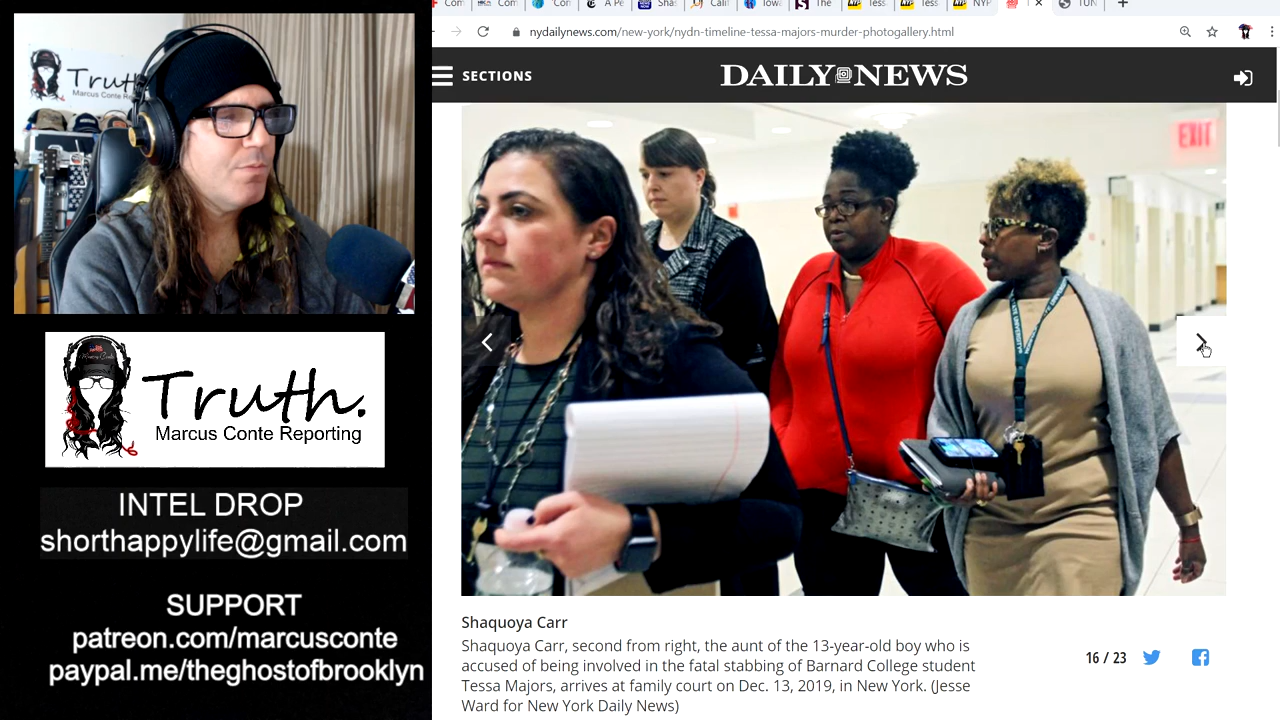 Truth.
Marcus Conte Re
Truth.
Marcus Conte Reporting
INTEL DROP
shorthappylife@gmail.com
SUPPORT
patreon.com/marcusconte
paypal.me/theghostofbrooklyn
nydailynews.com/new-york/nydn-timeline-tessa-majors-murder-photogallery.html
SECTIONS
DAILY NEWS
EXIT
Shaquoya Carr
Shaquoya Carr, second from right, the aunt of the 13-year-old boy who is
accused of being involved in the fatal stabbing of Barnard College student
Tessa Majors, arrives at family court on Dec. 13, 2019, in New York. (Jesse
Ward for New York Daily News)
16 / 23